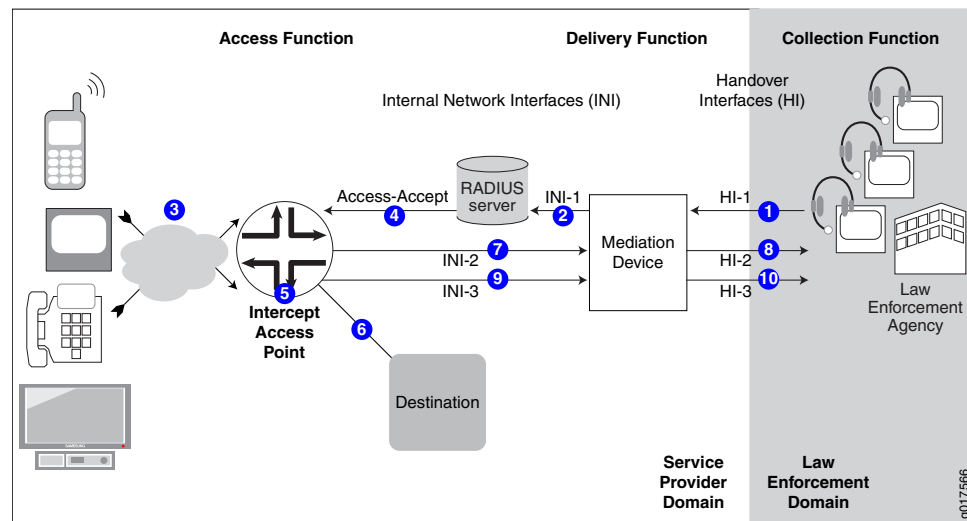 Access Function
Delivery Function
Collection Function
Internal Network Interfaces (INI)
Handover
Interfaces (HI)
RADIUS
server
Access-Accept
INI-1
HI-1
3
4
2
1
Mediation
Device
7
INI-2
8
HI-2
9
INI-3
10
HI-3
5
Intercept
Access
Point
6
Destination
Law
Enforcement
Agency
SAMSUNG
Service
Provider
Domain
Law
Enforcement
Domain
g017566